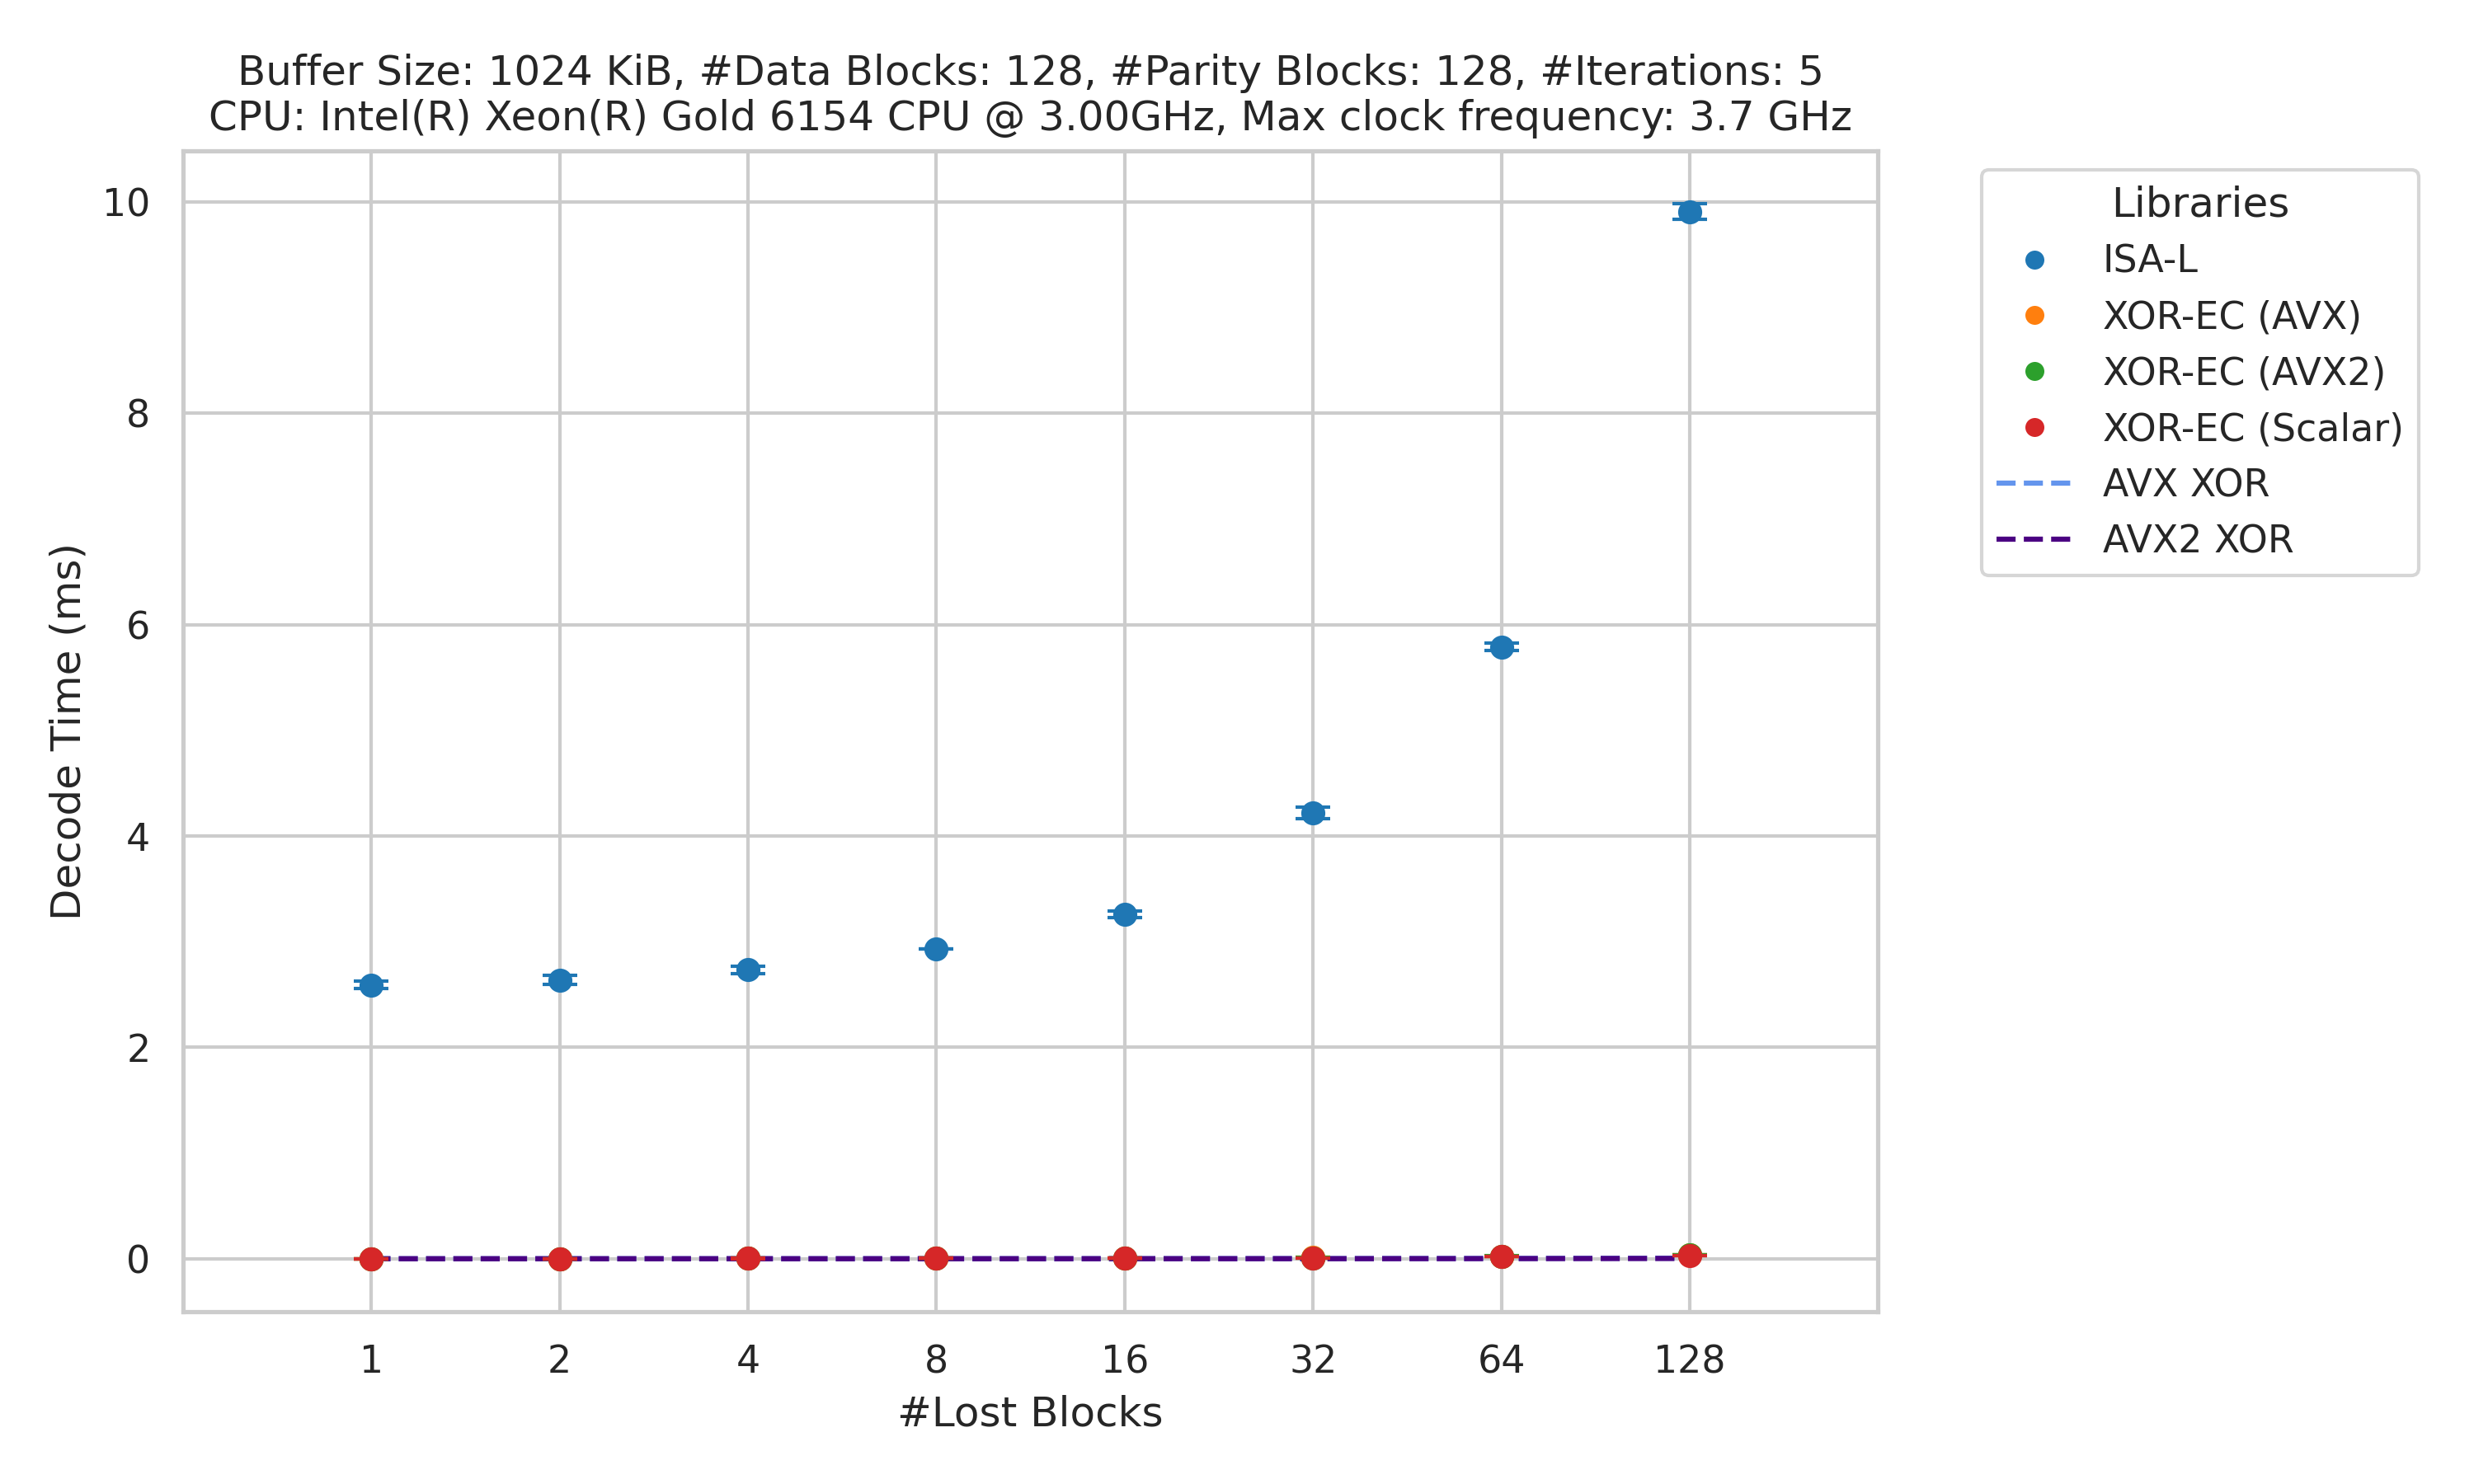 Buffer Size: 1024 KiB, #Data Blocks: 128, #Parity Blocks: 128, #Iterations: 5
CPU: Intel(R) Xeon(R) Gold 6154 CPU @ 3.00GHz, Max clock frequency: 3.7 GHz
10
8
6
4
2
0
Decode Time (ms)
1 2 4 8 16 32 64 128
#Lost Blocks
Libraries
ISA-L
XOR-EC (AVX)
XOR-EC (AVX2)
XOR-EC (Scalar)
AVX XOR
AVX2 XOR